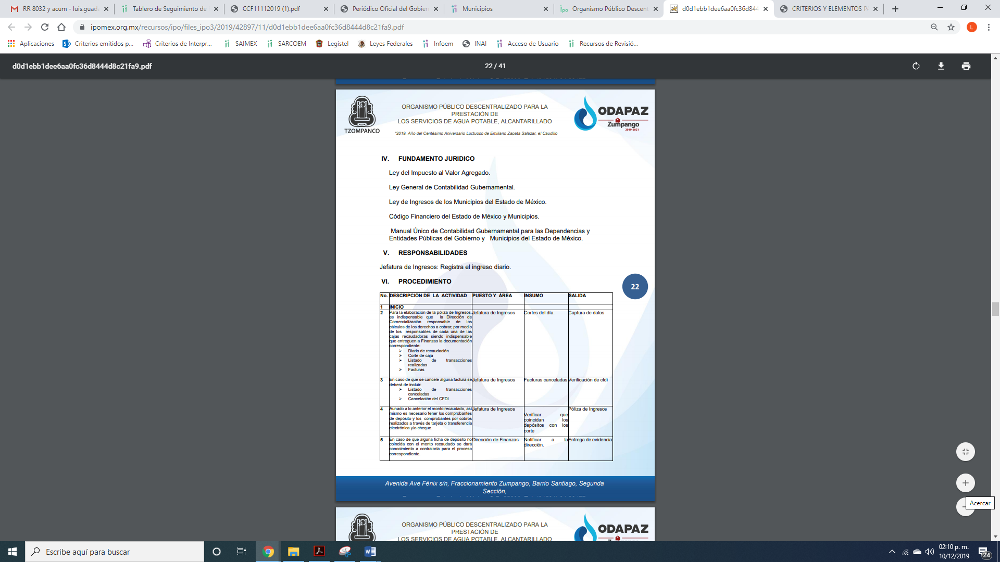 RR 8032 y acum - luis.guad
Tablero de Seguimiento de
CCF11112019 (1).pdf
Periódico Oficial del Gobier
Municipios
Organismo Público Descent
d0d1ebb1dee6aa0fc36d844
CRITERIOS Y ELEMENTOS P
ipomex.org.mx/recursos/ipo/files_ipo3/2019/42897/11/d0d1ebb1dee6aa0fc36d8444d8c21fa9.pdf
L
Aplicaciones
Criterios emitidos p...
Criterios de Interpr...
SAIMEX
SARCOEM
Legistel
Leyes Federales
Infoem
INAI
Acceso de Usuario
Recursos de Revisió...
d0d1ebb1dee6aa0fc36d8444d8c21fa9.pdf
22 / 41
TZOMPANCO
ORGANISMO PÚBLICO DESCENTRALIZADO PARA LA
PRESTACIÓN DE
LOS SERVICIOS DE AGUA POTABLE, ALCANTARILLADO
"2019. Año del Centésimo Aniversario Luctuoso de Emiliano Zapata Salazar, el Caudillo
ODAPAZ
Zumpango
2019-2021
IV. FUNDAMENTO JURIDICO
Ley del Impuesto al Valor Agregado.
Ley General de Contabilidad Gubernamental.
Ley de Ingresos de los Municipios del Estado de México.
Código Financiero del Estado de México y Municipios.
Manual Único de Contabilidad Gubernamental para las Dependencias y
Entidades Públicas del Gobierno y Municipios del Estado de México.
V. RESPONSABILIDADES
Jefatura de Ingresos: Registra el ingreso diario.
VI. PROCEDIMIENTO
22
No. DESCRIPCIÓN DE LA ACTIVIDAD PUESTO Y ÁREA INSUMO SALIDA
1 INICIO
2 Para la elaboración de la póliza de Ingresos, Jefatura de Ingresos Cortes del día. Captura de datos
es indispensable que la Dirección de
Comercialización responsable de los
cálculos de los derechos a cobrar; por medio
de los responsables de cada una de las
cajas recaudadoras siendo indispensable
que entreguen a Finanzas la documentación
correspondiente:
➢ Diario de recaudación
➢ Corte de caja
➢ Listado de transacciones
realizadas
➢ Facturas
3 En caso de que se cancele alguna factura se Jefatura de Ingresos Facturas canceladas Verificación de cfdi
deberá de incluir:
➢ Listado de transacciones
canceladas
➢ Cancelación del CFDI
4 Aunado a lo anterior el monto recaudado, así Jefatura de Ingresos Póliza de Ingresos
mismo es necesario tener los comprobantes
de depósito y los comprobantes por cobros
realizados a través de tarjeta o transferencia
electrónica y/o cheque.
Verificar que
coincidan los
depósitos con los
corte
5 En caso de que alguna ficha de depósito no Dirección de Finanzas Notificar a la Entrega de evidencia
coincida con el monto recaudado se dará dirección.
conocimiento a contraloría para el proceso
correspondiente.
Avenida Ave Fénix s/n, Fraccionamiento Zumpango, Barrio Santiago, Segunda
Sección,
Acercar
ORGANISMO PÚBLICO DESCENTRALIZADO PARA LA
PRESTACIÓN DE
LOS SERVICIOS DE AGUA POTABLE, ALCANTARILLADO
ODAPAZ
Zumpango
Escribe aquí para buscar
02:10 p. m.
10/12/2019
24